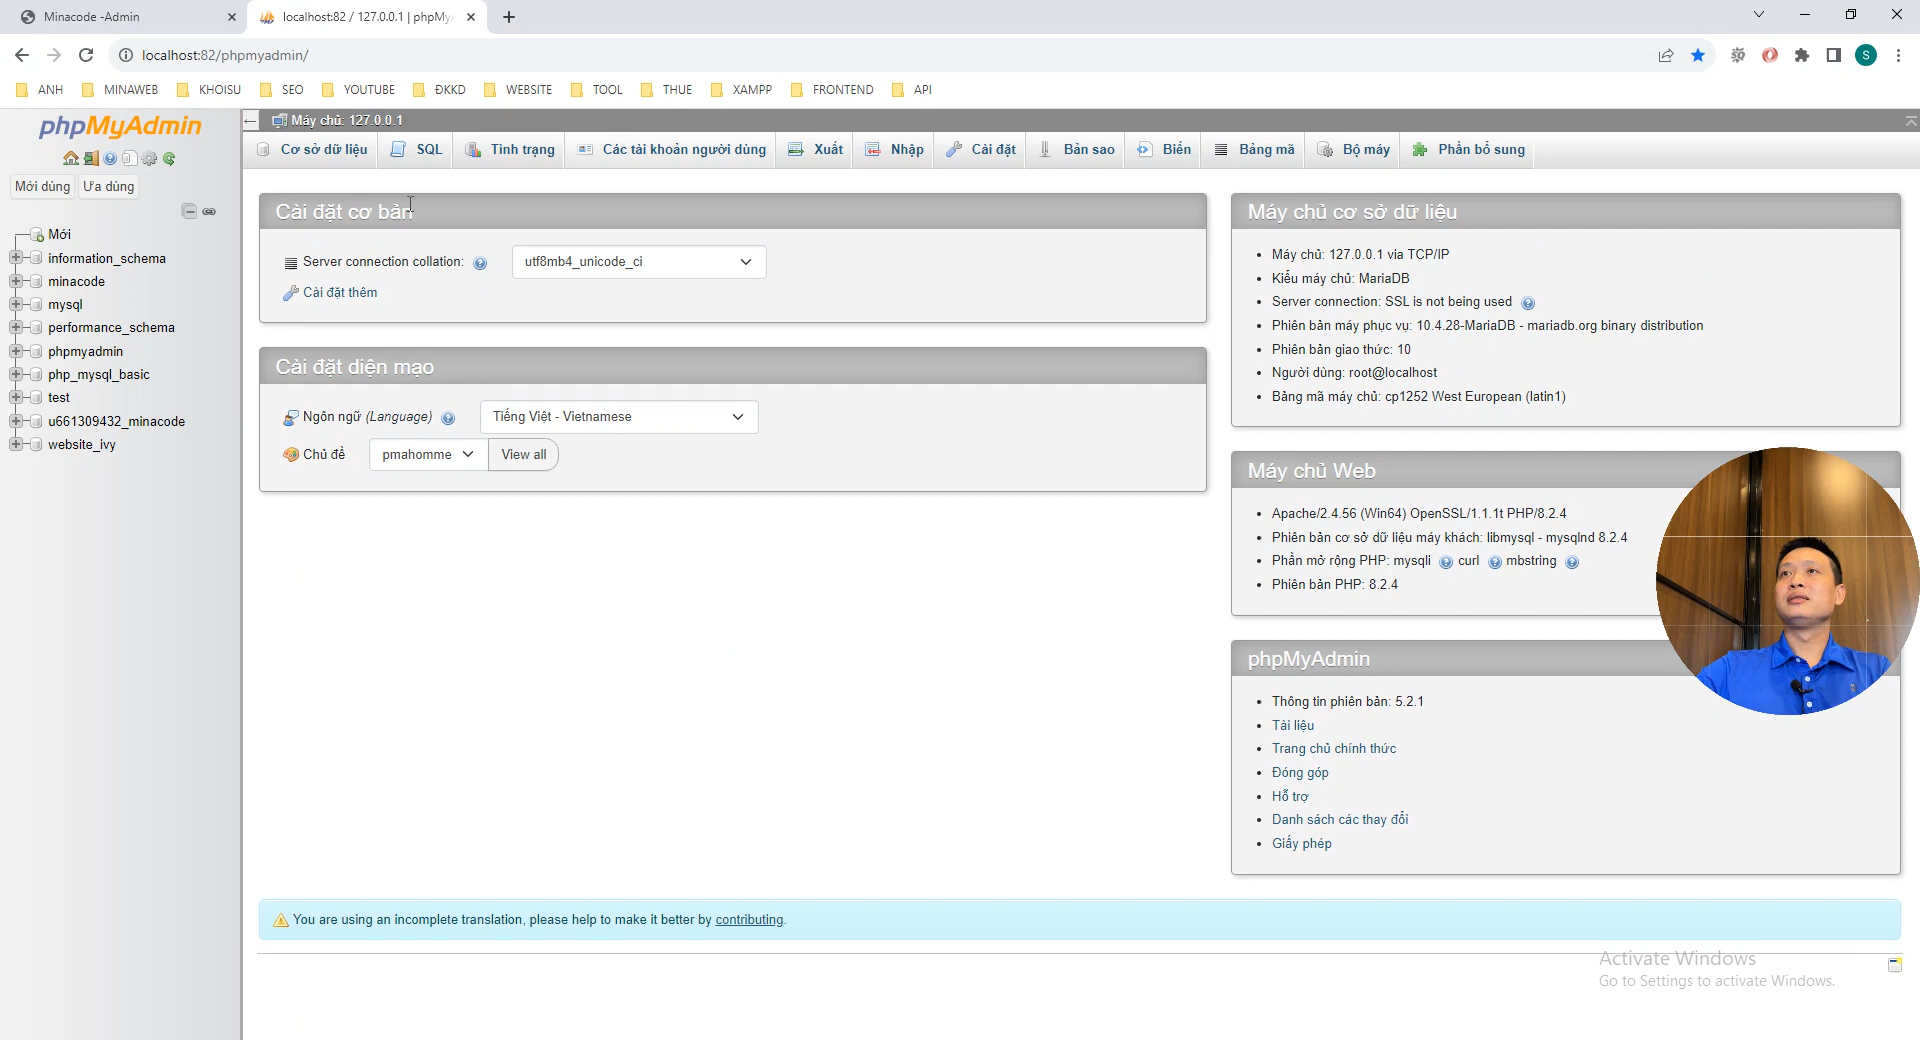 Minacode -Admin
localhost:82 / 127.0.0.1 | phpMy
localhost:82/phpmyadmin/
S
ANH MINAWEB KHOISU SEO YOUTUBE ĐKKD WEBSITE TOOL THUE XAMPP FRONTEND API
phpMyAdmin
Mới dùng Ưa dùng
Mới
information_schema
minacode
mysql
performance_schema
phpmyadmin
php_mysql_basic
test
u661309432_minacode
website_ivy
Máy chủ: 127.0.0.1
Cơ sở dữ liệu SQL Tình trạng Các tài khoản người dùng Xuất Nhập Cài đặt Bản sao Biến Bảng mã Bộ máy Phần bổ sung
Cài đặt cơ bản
Server connection collation: utf8mb4_unicode_ci
Cài đặt thêm
Cài đặt diện mạo
Ngôn ngữ (Language) Tiếng Việt - Vietnamese
Chủ đề pmahomme View all
Máy chủ cơ sở dữ liệu
Máy chủ: 127.0.0.1 via TCP/IP
Kiểu máy chủ: MariaDB
Server connection: SSL is not being used
Phiên bản máy phục vụ: 10.4.28-MariaDB - mariadb.org binary distribution
Phiên bản giao thức: 10
Người dùng: root@localhost
Bảng mã máy chủ: cp1252 West European (latin1)
Máy chủ Web
Apache/2.4.56 (Win64) OpenSSL/1.1.1t PHP/8.2.4
Phiên bản cơ sở dữ liệu máy khách: libmysql - mysqlnd 8.2.4
Phần mở rộng PHP: mysqli curl mbstring
Phiên bản PHP: 8.2.4
phpMyAdmin
Thông tin phiên bản: 5.2.1
Tài liệu
Trang chủ chính thức
Đóng góp
Hỗ trợ
Danh sách các thay đổi
Giấy phép
You are using an incomplete translation, please help to make it better by contributing.
Activate Windows
Go to Settings to activate Windows.